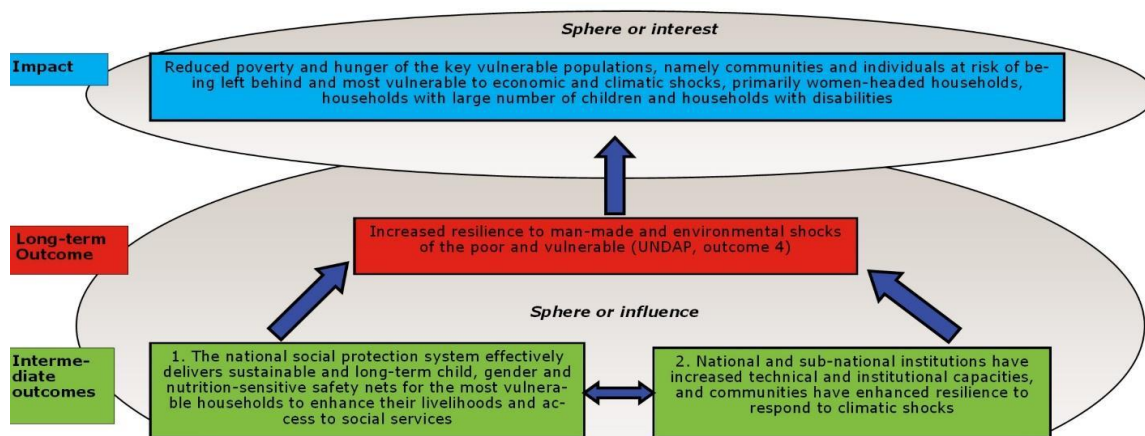 Sphere or interest
Impact
Reduced poverty and hunger of the key vulnerable populations, namely communities and individuals at risk of be-
ing left behind and most vulnerable to economic and climatic shocks, primarily women-headed households,
households with large number of children and households with disabilities
Long-term
Outcome
Increased resilience to man-made and environmental shocks
of the poor and vulnerable (UNDAP, outcome 4)
Sphere or influence
Interme-
diate
outcomes
1. The national social protection system effectively
delivers sustainable and long-term child, gender and
nutrition-sensitive safety nets for the most vulnera-
ble households to enhance their livelihoods and ac-
cess to social services
2. National and sub-national institutions have
increased technical and institutional capacities,
and communities have enhanced resilience to
respond to climatic shocks